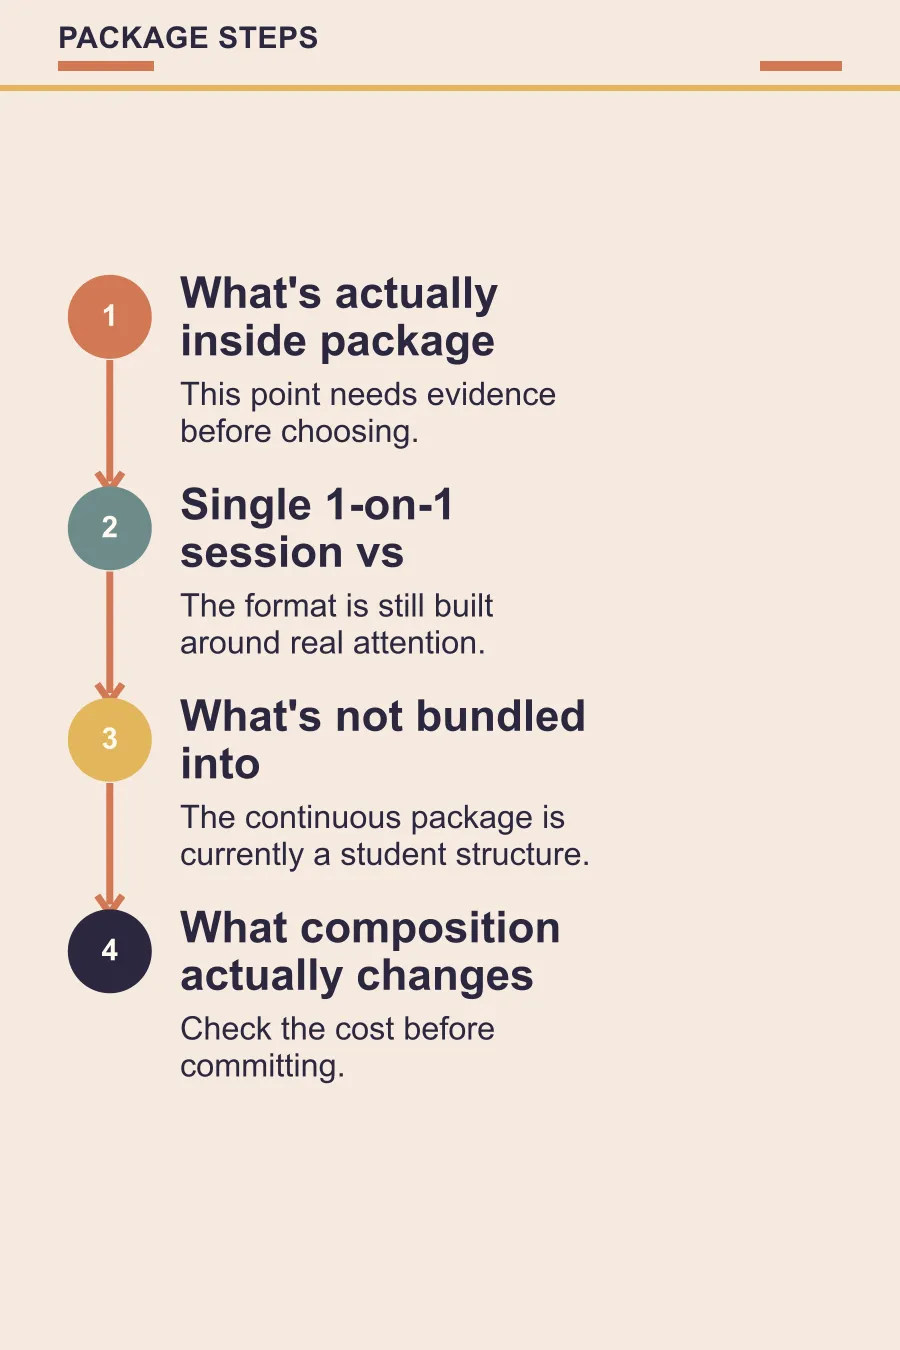 PACKAGE STEPS
1
What's actually
inside package
This point needs evidence
before choosing.
2
Single 1-on-1
session vs
The format is still built
around real attention.
3
What's not bundled
into
The continuous package is
currently a student structure.
4
What composition
actually changes
Check the cost before
committing.